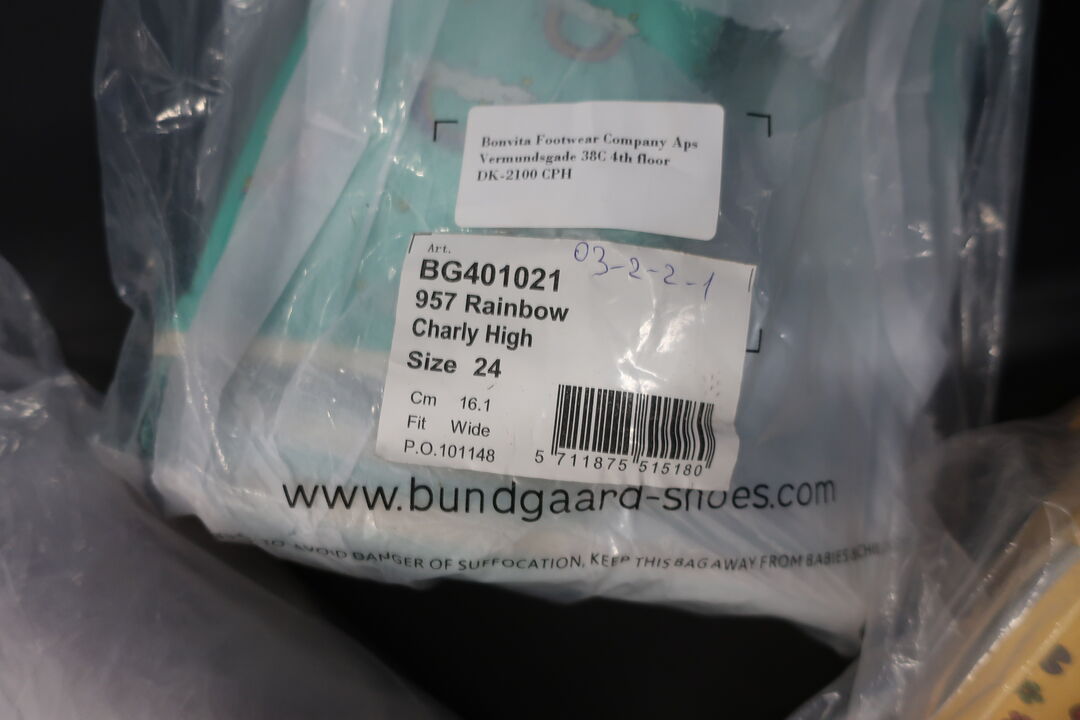 Bonvita Footwear Company Aps
Vermundsgade 38C 4th floor
DK-2100 CPH
Art.
BG401021
03-2-2-1
957 Rainbow
Charly High
Size 24
Cm 16.1
Fit Wide
P.O.101148
5 711875 515180
www.bundgaard-shoes.com
TO AVOID DANGER OF SUFFOCATION, KEEP THIS BAG AWAY FROM BABIES